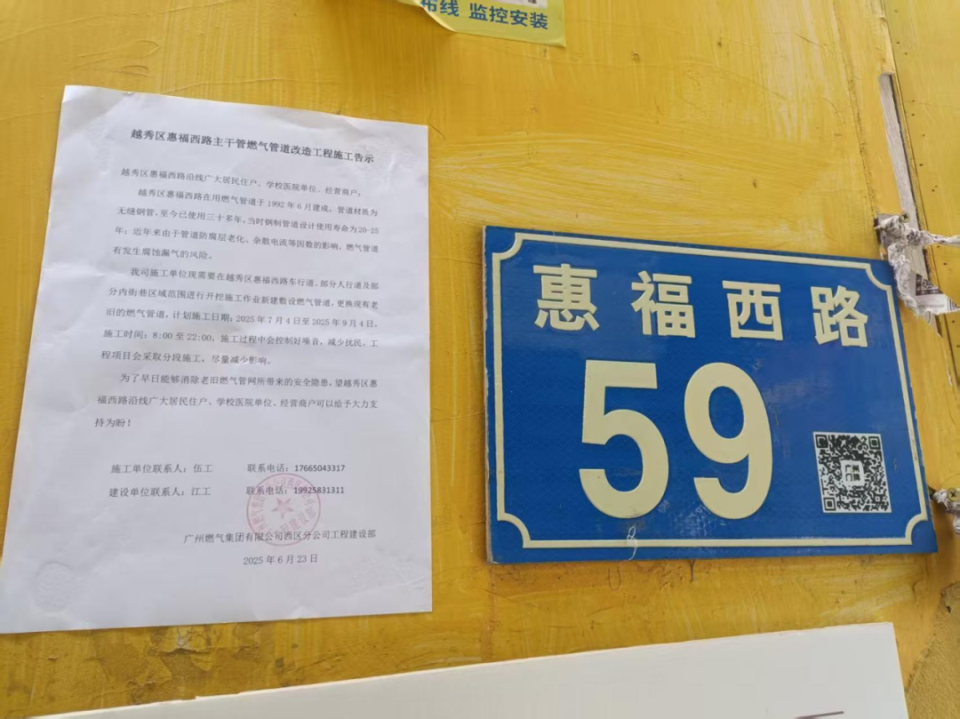 布线 监控安装
越秀区惠福西路主干管燃气管道改造工程施工告示
越秀区惠福西路沿线广大居民住户、学校医院单位、经营商户，
越秀区惠福西路在用燃气管道于1992年6月建成，管道材质为
无缝钢管，至今已使用三十多年，当时钢制管道设计使用寿命为20-25
年；近年来由于管道防腐层老化、杂散电流等因数的影响，燃气管道
有发生腐蚀漏气的风险。
我司施工单位现需要在越秀区惠福西路车行道、部分人行道及部
分内街巷区域范围进行开挖施工作业新建敷设燃气管道，更换现有老
旧的燃气管道，计划施工日期：2025年7月4日至2025年9月4日，
施工时间：8:00至22:00，施工过程中会控制好噪音，减少扰民，工
程项目会采取分段施工，尽量减少影响。
为了早日能够消除老旧燃气管网所带来的安全隐患，望越秀区惠
福西路沿线广大居民住户、学校医院单位、经营商户可以给予大力支
持为盼！
施工单位联系人：伍工 联系电话：17665043317
建设单位联系人：江工 联系电话：19925831311
广州燃气集团有限公司西区分公司工程建设部
2025年6月23日
惠福西路
59
广州
门牌